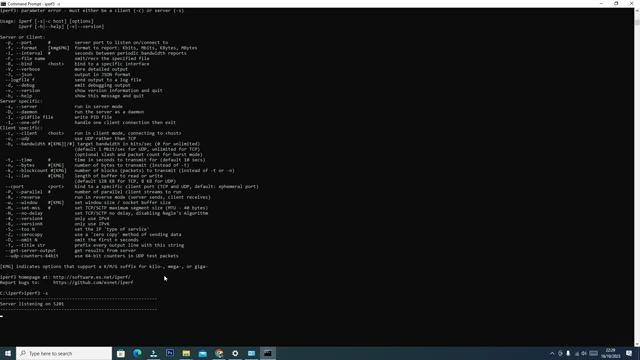 Command Prompt - iperf3 -s
iperf3: parameter error - must either be a client (-c) or server (-s)
Usage: iperf [-s|-c host] [options]
iperf [-h|--help] [-v|--version]
Server or Client:
-p, --port # server port to listen on/connect to
-f, --format [kmgKMG] format to report: Kbits, Mbits, KBytes, MBytes
-i, --interval # seconds between periodic bandwidth reports
-F, --file name xmit/recv the specified file
-B, --bind <host> bind to a specific interface
-V, --verbose more detailed output
-J, --json output in JSON format
--logfile f send output to a log file
-d, --debug emit debugging output
-v, --version show version information and quit
-h, --help show this message and quit
Server specific:
-s, --server run in server mode
-D, --daemon run the server as a daemon
-I, --pidfile file write PID file
-1, --one-off handle one client connection then exit
Client specific:
-c, --client <host> run in client mode, connecting to <host>
-u, --udp use UDP rather than TCP
-b, --bandwidth #[KMG][/#] target bandwidth in bits/sec (0 for unlimited)
(default 1 Mbit/sec for UDP, unlimited for TCP)
(optional slash and packet count for burst mode)
-t, --time # time in seconds to transmit for (default 10 secs)
-n, --bytes #[KMG] number of bytes to transmit (instead of -t)
-k, --blockcount #[KMG] number of blocks (packets) to transmit (instead of -t or -n)
-l, --len #[KMG] length of buffer to read or write
(default 128 KB for TCP, 8 KB for UDP)
--cport <port> bind to a specific client port (TCP and UDP, default: ephemeral port)
-P, --parallel # number of parallel client streams to run
-R, --reverse run in reverse mode (server sends, client receives)
-w, --window #[KMG] set window size / socket buffer size
-M, --set-mss # set TCP/SCTP maximum segment size (MTU - 40 bytes)
-N, --no-delay set TCP/SCTP no delay, disabling Nagle's Algorithm
-4, --version4 only use IPv4
-6, --version6 only use IPv6
-S, --tos N set the IP 'type of service'
-Z, --zerocopy use a 'zero copy' method of sending data
-O, --omit N omit the first n seconds
-T, --title str prefix every output line with this string
--get-server-output get results from server
--udp-counters-64bit use 64-bit counters in UDP test packets
[KMG] indicates options that support a K/M/G suffix for kilo-, mega-, or giga-
iperf3 homepage at: http://software.es.net/iperf/
Report bugs to: https://github.com/esnet/iperf
C:\iperf>iperf3 -s
-----------------------------------------------------------
Server listening on 5201
-----------------------------------------------------------
Type here to search
22:29
16/10/2023